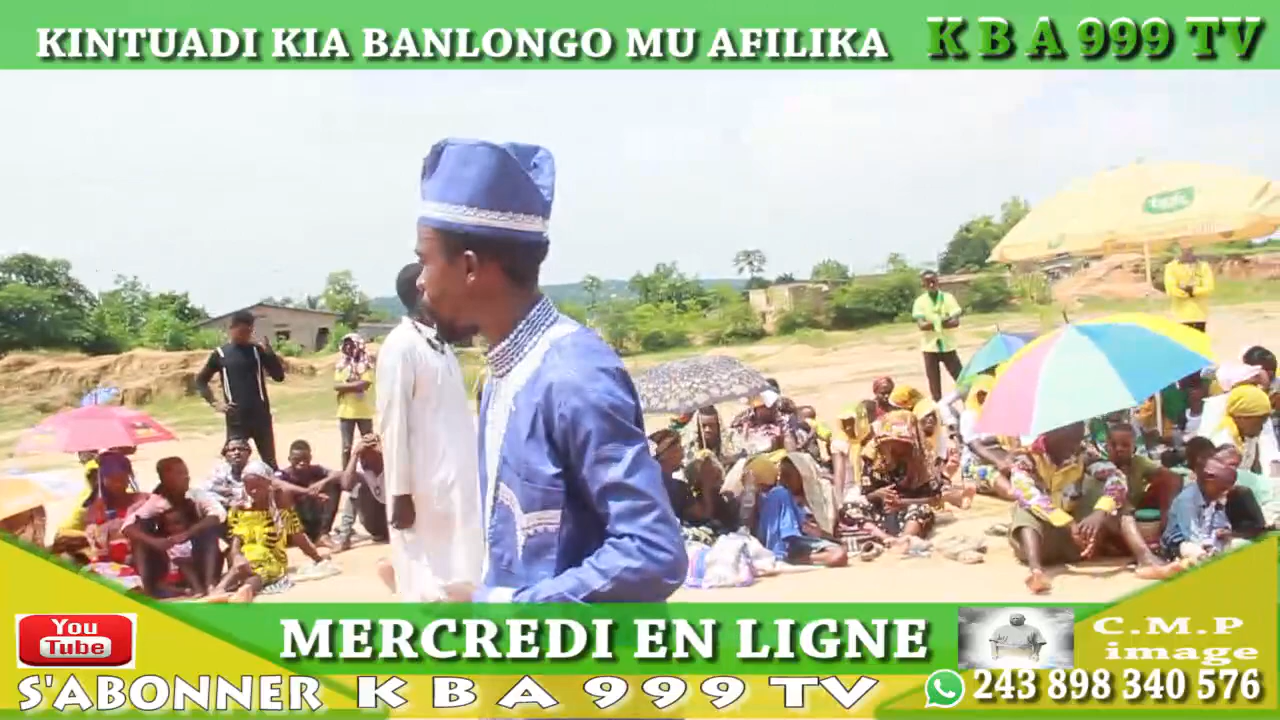 KINTUADI KIA BANLONGO MU AFILIKA
K B A 999 TV
You
Tube
MERCREDI EN LIGNE
C.M.P
image
S'ABONNER K B A 999 TV
243 898 340 576